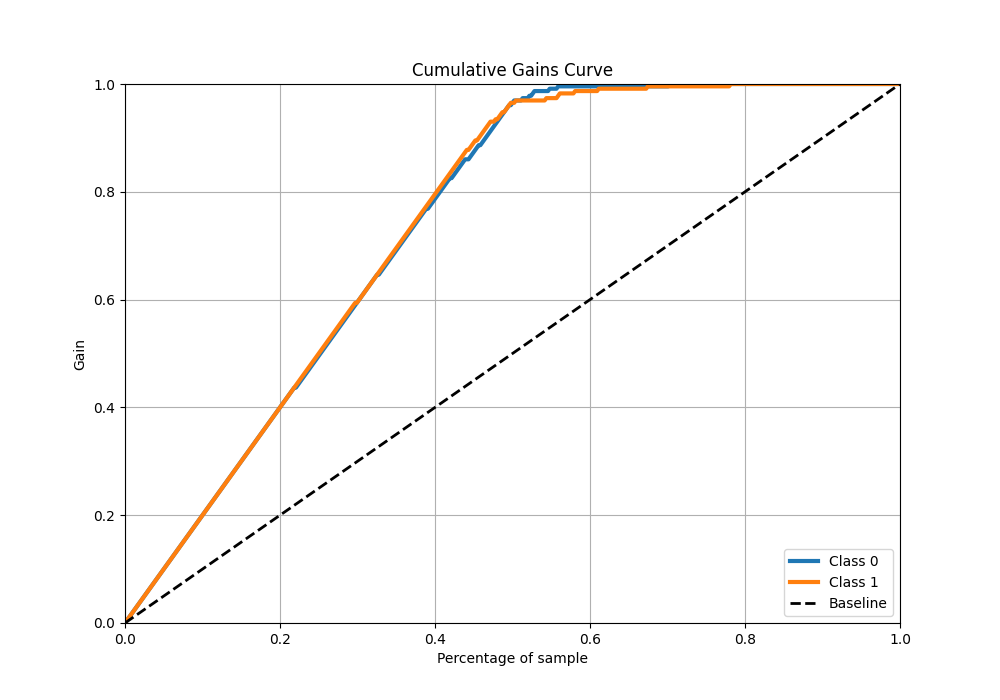 Cumulative Gains Curve
1.0
0.8
0.6
0.4
0.2
0.0
Gain
0.0 0.2 0.4 0.6 0.8 1.0
Percentage of sample
Class 0
Class 1
Baseline